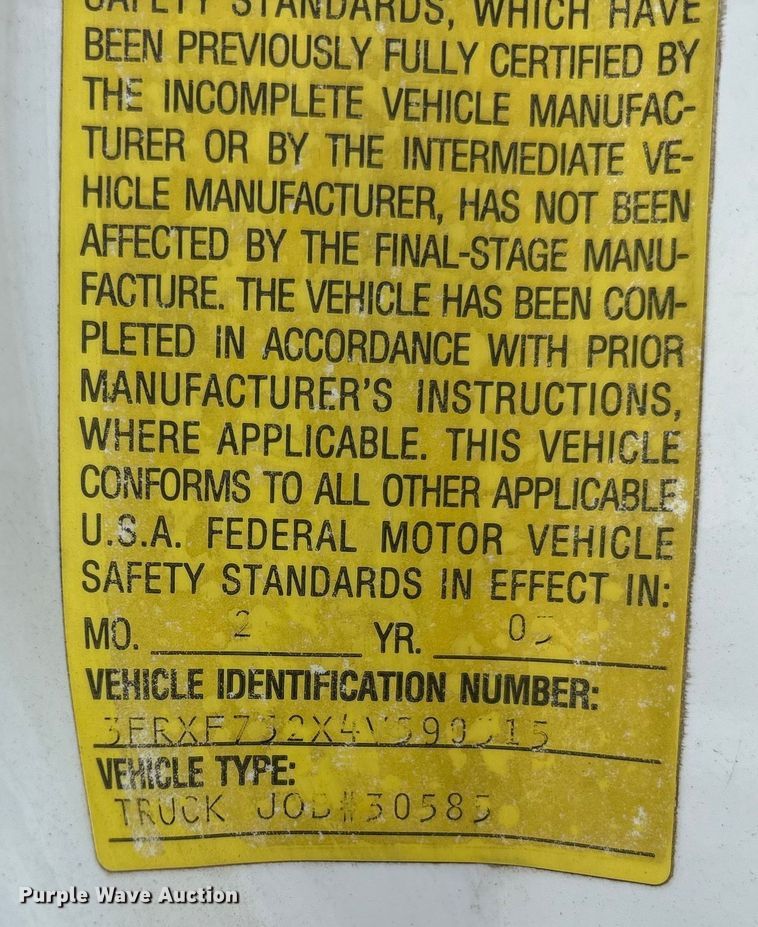 SAFETY STANDARDS, WHICH HAVE
BEEN PREVIOUSLY FULLY CERTIFIED BY
THE INCOMPLETE VEHICLE MANUFAC-
TURER OR BY THE INTERMEDIATE VE-
HICLE MANUFACTURER, HAS NOT BEEN
AFFECTED BY THE FINAL-STAGE MANU-
FACTURE. THE VEHICLE HAS BEEN COM-
PLETED IN ACCORDANCE WITH PRIOR
MANUFACTURER'S INSTRUCTIONS,
WHERE APPLICABLE. THIS VEHICLE
CONFORMS TO ALL OTHER APPLICABLE
U.S.A. FEDERAL MOTOR VEHICLE
SAFETY STANDARDS IN EFFECT IN:
MO. 2 YR.
VEHICLE IDENTIFICATION NUMBER:
VEHICLE TYPE:
TRUCK
Purple Wave Auction